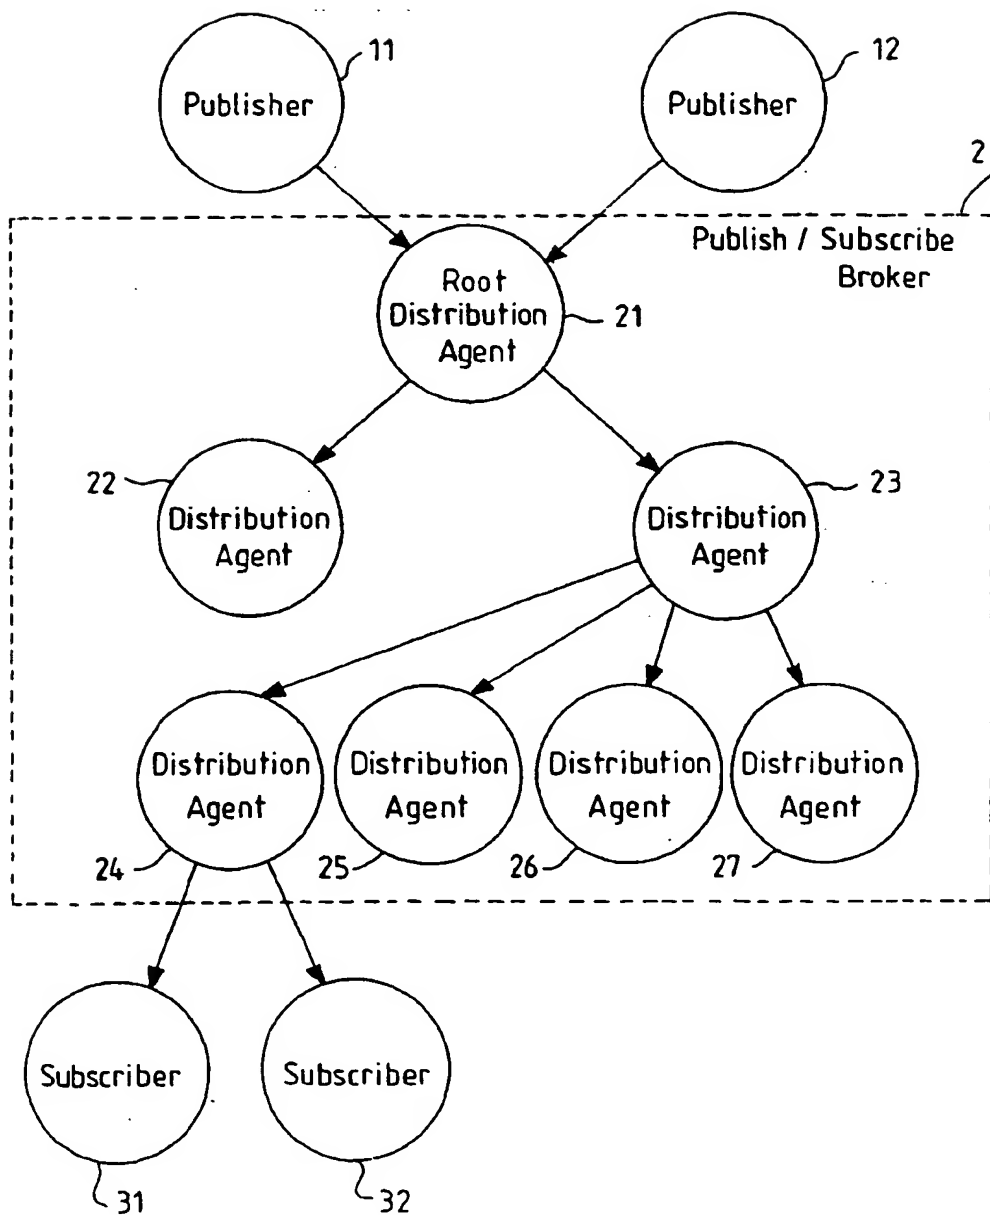 11
12
Publisher
Publisher
2
Publish / Subscribe
Broker
Root
Distribution
Agent
21
22
23
Distribution
Agent
Distribution
Agent
Distribution
Agent
Distribution
Agent
Distribution
Agent
Distribution
Agent
24
25
26
27
Subscriber
Subscriber
31
32